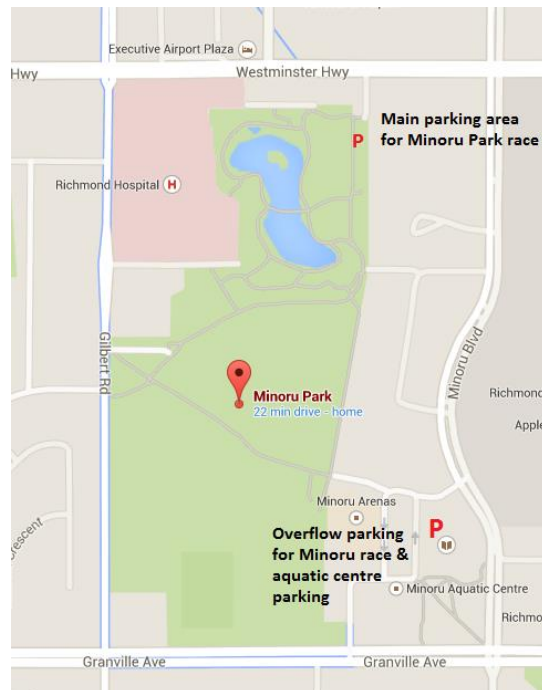 Executive Airport Plaza
Hwy
Westminster Hwy
Main parking area
for Minoru Park race
P
Richmond Hospital
H
Gilbert Rd
Minoru Blvd
Minoru Park
22 min drive - home
Richmond
Apple
Minoru Arenas
Overflow parking
for Minoru race &
aquatic centre
parking
P
Crescent
Minoru Aquatic Centre
Richmo
Granville Ave
Granville Ave